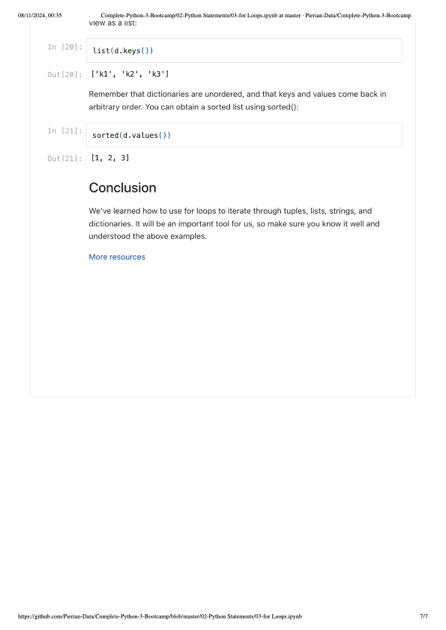 08/11/2024, 00:35 Complete-Python-3-Bootcamp/02-Python Statements/03-for Loops.ipynb at master · Pierian-Data/Complete-Python-3-Bootcamp
view as a list:
In [20]: list(d.keys())
Out[20]: ['k1', 'k2', 'k3']
Remember that dictionaries are unordered, and that keys and values come back in
arbitrary order. You can obtain a sorted list using sorted():
In [21]: sorted(d.values())
Out[21]: [1, 2, 3]
Conclusion
We've learned how to use for loops to iterate through tuples, lists, strings, and
dictionaries. It will be an important tool for us, so make sure you know it well and
understood the above examples.
More resources
https://github.com/Pierian-Data/Complete-Python-3-Bootcamp/blob/master/02-Python Statements/03-for Loops.ipynb 7/7